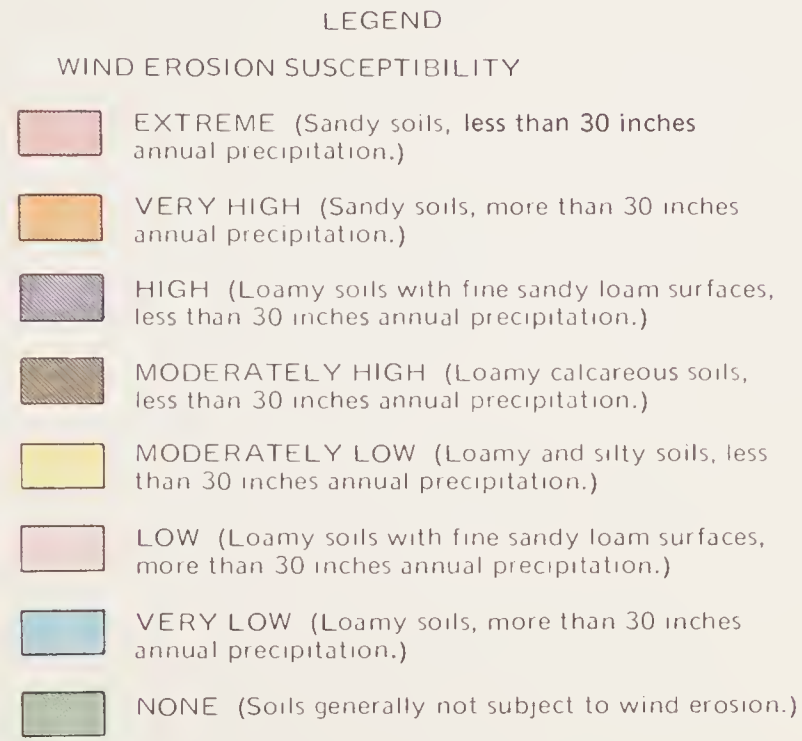 LEGEND
WIND EROSION SUSCEPTIBILITY
EXTREME (Sandy soils, less than 30 inches
annual precipitation.)
VERY HIGH (Sandy soils, more than 30 inches
annual precipitation.)
HIGH (Loamy soils with fine sandy loam surfaces,
less than 30 inches annual precipitation.)
MODERATELY HIGH (Loamy calcareous soils,
less than 30 inches annual precipitation.)
MODERATELY LOW (Loamy and silty soils, less
than 30 inches annual precipitation.)
LOW (Loamy soils with fine sandy loam surfaces,
more than 30 inches annual precipitation.)
VERY LOW (Loamy soils, more than 30 inches
annual precipitation.)
NONE (Soils generally not subject to wind erosion.)